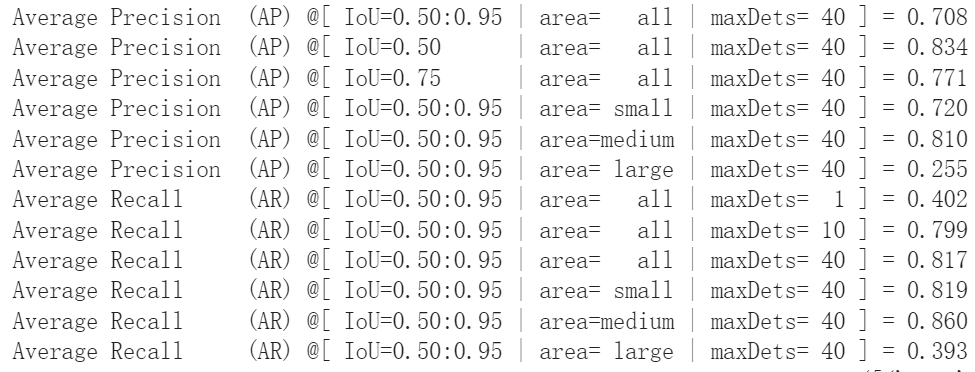 Average Precision  (AP) @[ IoU=0.50:0.95 | area=   all | maxDets= 40 ] = 0.708
Average Precision  (AP) @[ IoU=0.50      | area=   all | maxDets= 40 ] = 0.834
Average Precision  (AP) @[ IoU=0.75      | area=   all | maxDets= 40 ] = 0.771
Average Precision  (AP) @[ IoU=0.50:0.95 | area= small | maxDets= 40 ] = 0.720
Average Precision  (AP) @[ IoU=0.50:0.95 | area=medium | maxDets= 40 ] = 0.810
Average Precision  (AP) @[ IoU=0.50:0.95 | area= large | maxDets= 40 ] = 0.255
Average Recall     (AR) @[ IoU=0.50:0.95 | area=   all | maxDets=  1 ] = 0.402
Average Recall     (AR) @[ IoU=0.50:0.95 | area=   all | maxDets= 10 ] = 0.799
Average Recall     (AR) @[ IoU=0.50:0.95 | area=   all | maxDets= 40 ] = 0.817
Average Recall     (AR) @[ IoU=0.50:0.95 | area= small | maxDets= 40 ] = 0.819
Average Recall     (AR) @[ IoU=0.50:0.95 | area=medium | maxDets= 40 ] = 0.860
Average Recall     (AR) @[ IoU=0.50:0.95 | area= large | maxDets= 40 ] = 0.393